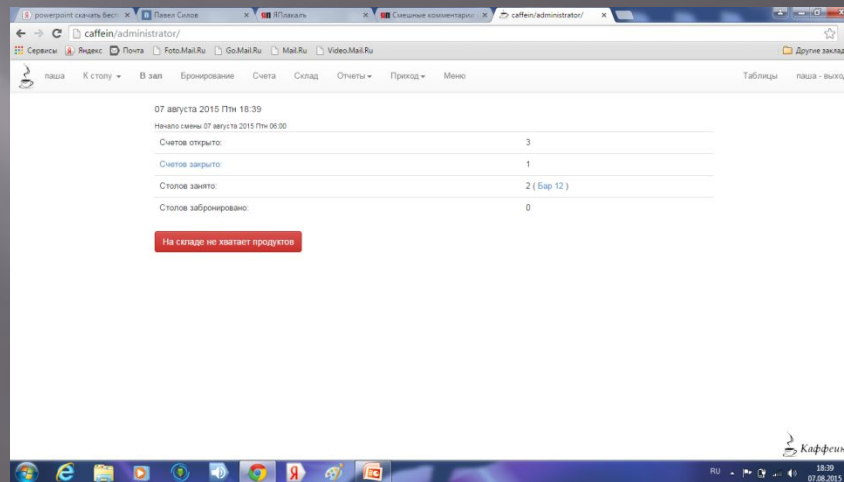 powerpoint скачать бесп
Павел Силов
ЯПлакалъ
Смешные комментарии
caffein/administrator/
caffein/administrator/
Сервисы Яндекс Почта Foto.Mail.Ru Go.Mail.Ru Mail.Ru Video.Mail.Ru Другие заклад
паша К столу В зал Бронирование Счета Склад Отчеты Приход Меню Таблицы паша - выход
07 августа 2015 Птн 18:39
Начало смены 07 августа 2015 Птн 06:00
Счетов открыто: 3
Счетов закрыто: 1
Столов занято: 2 ( Бар 12 )
Столов забронировано: 0
На складе не хватает продуктов
Каффеин
RU 18:39
07.08.2015